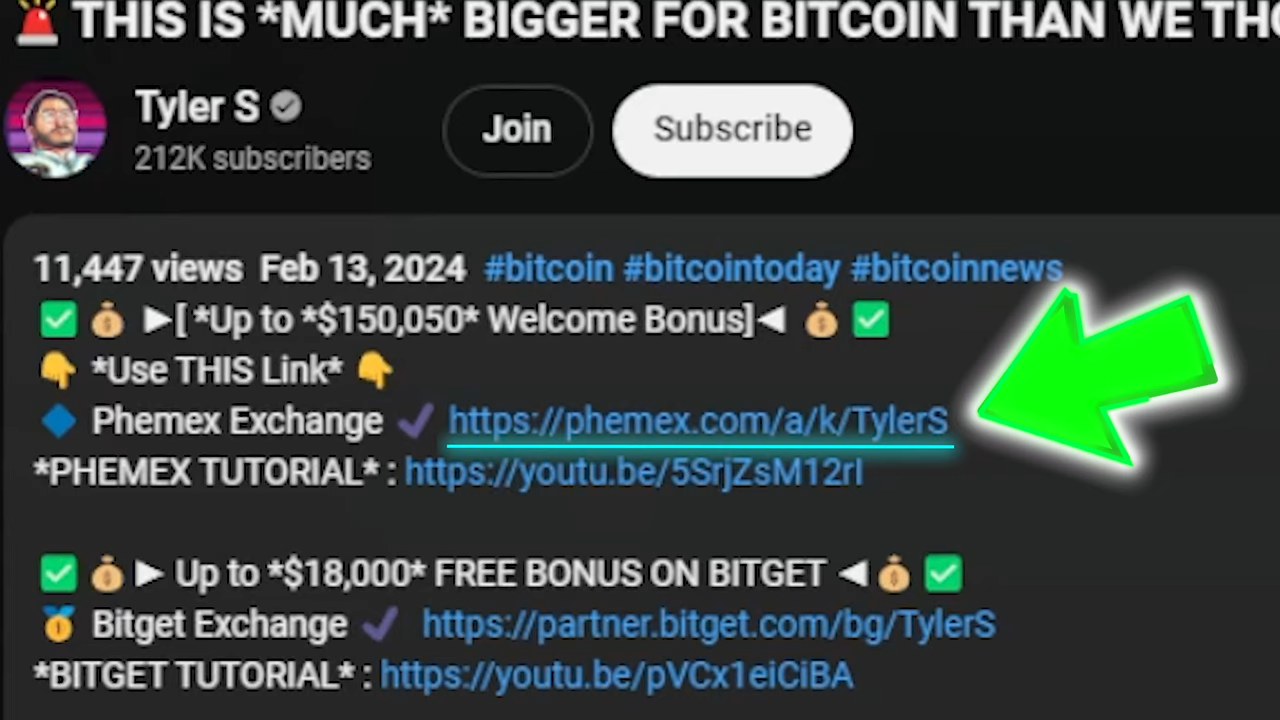 🚨 THIS IS *MUCH* BIGGER FOR BITCOIN THAN WE
Tyler S
212K subscribers
Join
Subscribe
11,447 views Feb 13, 2024 #bitcoin #bitcointoday #bitcoinnews
✅ 💰 ▶[ *Up to *$150,050* Welcome Bonus]◀ 💰 ✅
👇 *Use THIS Link* 👇
🔷 Phemex Exchange ✔ https://phemex.com/a/k/TylerS
*PHEMEX TUTORIAL* : https://youtu.be/5SrjZsM12rI
✅ 💰 ▶ Up to *$18,000* FREE BONUS ON BITGET ◀ 💰 ✅
🥇 Bitget Exchange ✔ https://partner.bitget.com/bg/TylerS
*BITGET TUTORIAL* : https://youtu.be/pVCx1eiCiBA